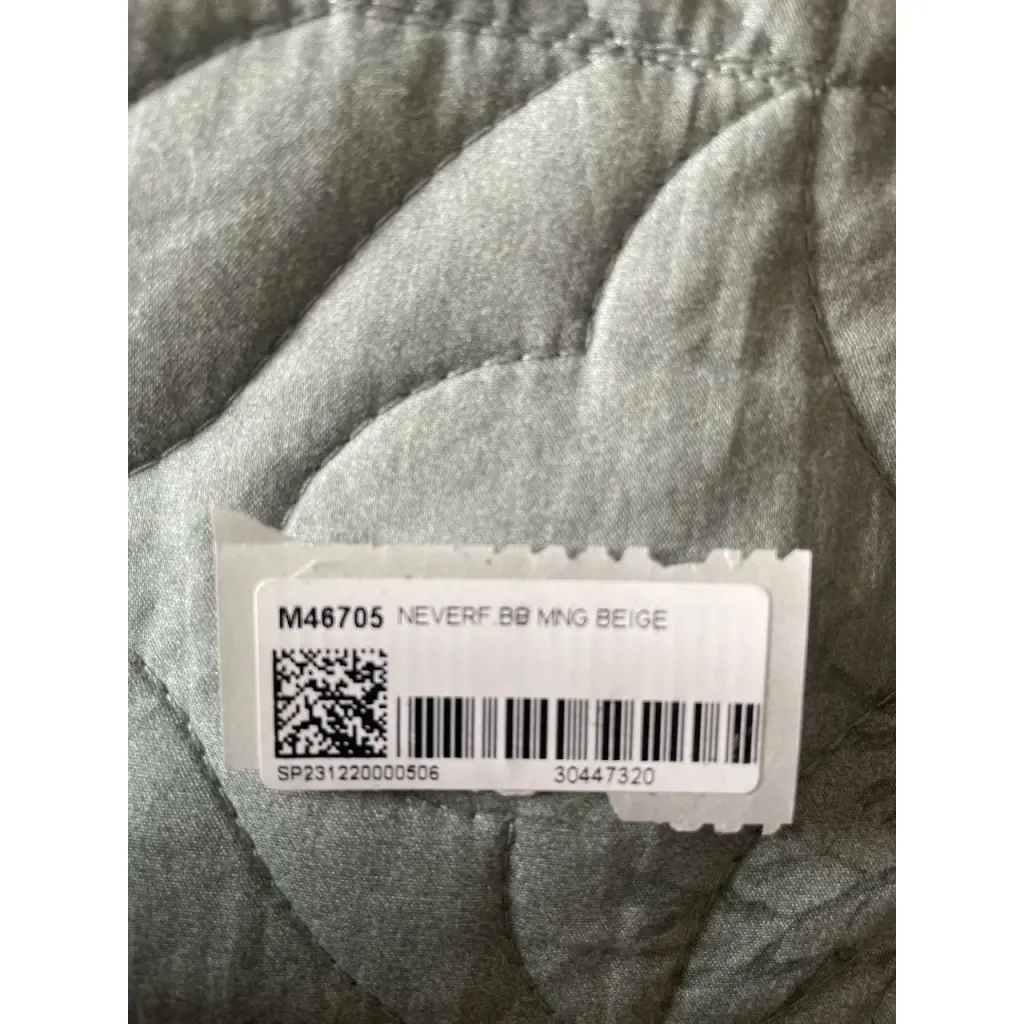 M46705 NEVERF.BB MNG BEIGE
SP231220000506 30447320